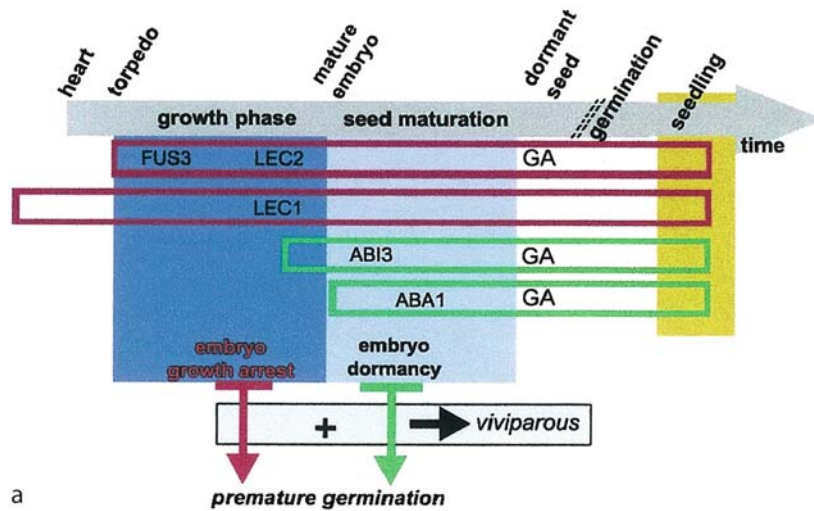 heart
torpedo
mature
embryo
dormant
seed
germination
seedling
growth phase seed maturation
time
FUS3 LEC2 GA
LEC1
ABI3 GA
ABA1 GA
embryo embryo
growth arrest dormancy
+ viviparous
premature germination
a